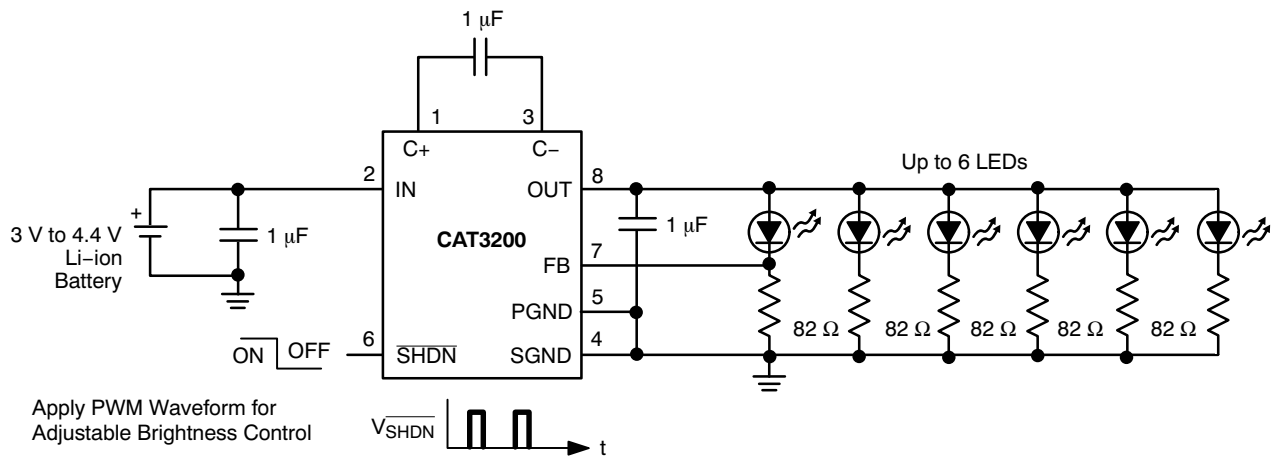 1 μF
1
3
C+
C−
2
IN
OUT
8
Up to 6 LEDs
+
3 V to 4.4 V
Li−ion
Battery
1 μF
CAT3200
1 μF
FB
7
PGND
5
82 Ω
82 Ω
82 Ω
82 Ω
82 Ω
ON
OFF
6
SHDN
SGND
4
Apply PWM Waveform for
Adjustable Brightness Control
VSHDN
t